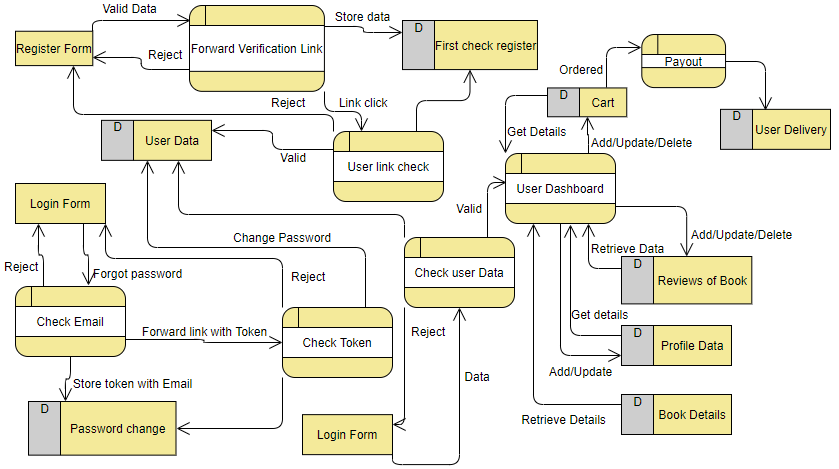 Valid Data
Store data
D
Register Form
Reject
Forward Verification Link
First check register
Ordered
Payout
Reject
Link click
D
Cart
D
User Delivery
D
User Data
Valid
User link check
Get Details
Add/Update/Delete
User Dashboard
Login Form
Valid
Change Password
Add/Update/Delete
Retrieve Data
Reject
Forgot password
Reject
Check user Data
D
Reviews of Book
Check Email
Forward link with Token
Check Token
Reject
Get details
D
Profile Data
Store token with Email
Data
Add/Update
D
Password change
Login Form
Retrieve Details
D
Book Details